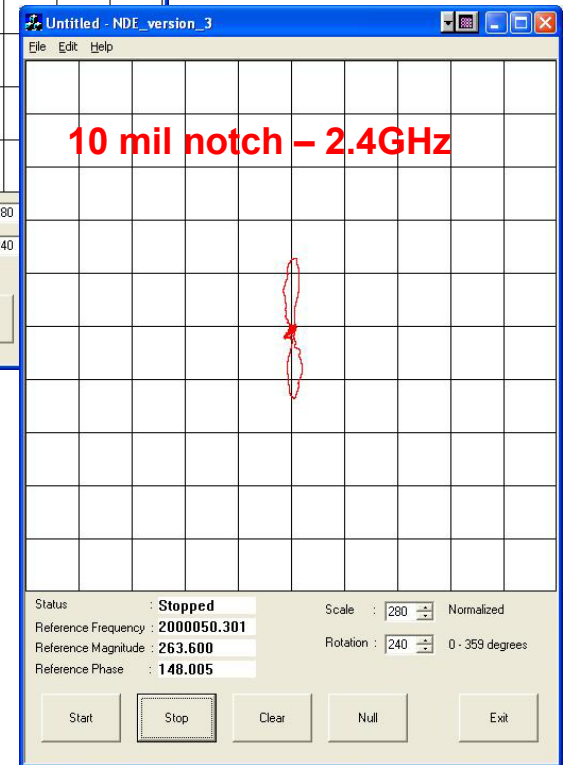 Untitled - NDE_version_3
File Edit Help
10 mil notch – 2.4GHz
80
40
Status : Stopped
Reference Frequency : 2000050.301
Reference Magnitude : 263.600
Reference Phase : 148.005
Scale : 280 Normalized
Rotation : 240 0 - 359 degrees
Start Stop Clear Null Exit